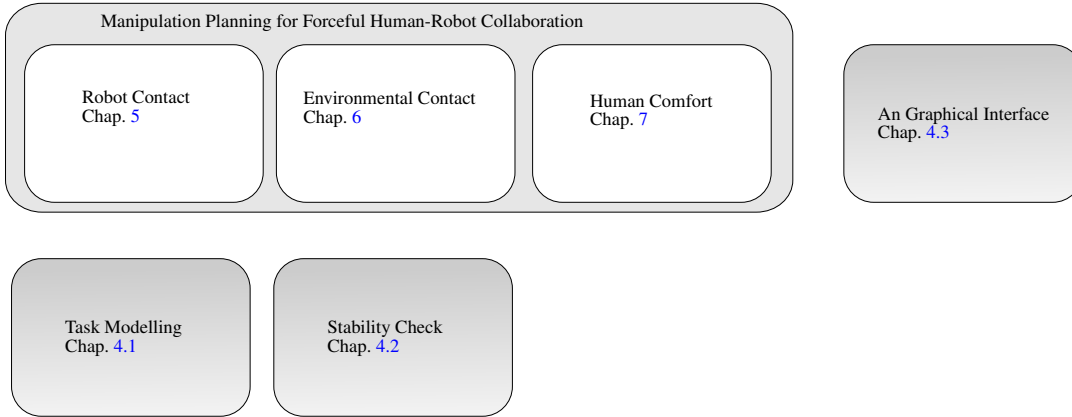 Manipulation Planning for Forceful Human-Robot Collaboration
Robot Contact
Chap. 5
Environmental Contact
Chap. 6
Human Comfort
Chap. 7
An Graphical Interface
Chap. 4.3
Task Modelling
Chap. 4.1
Stability Check
Chap. 4.2